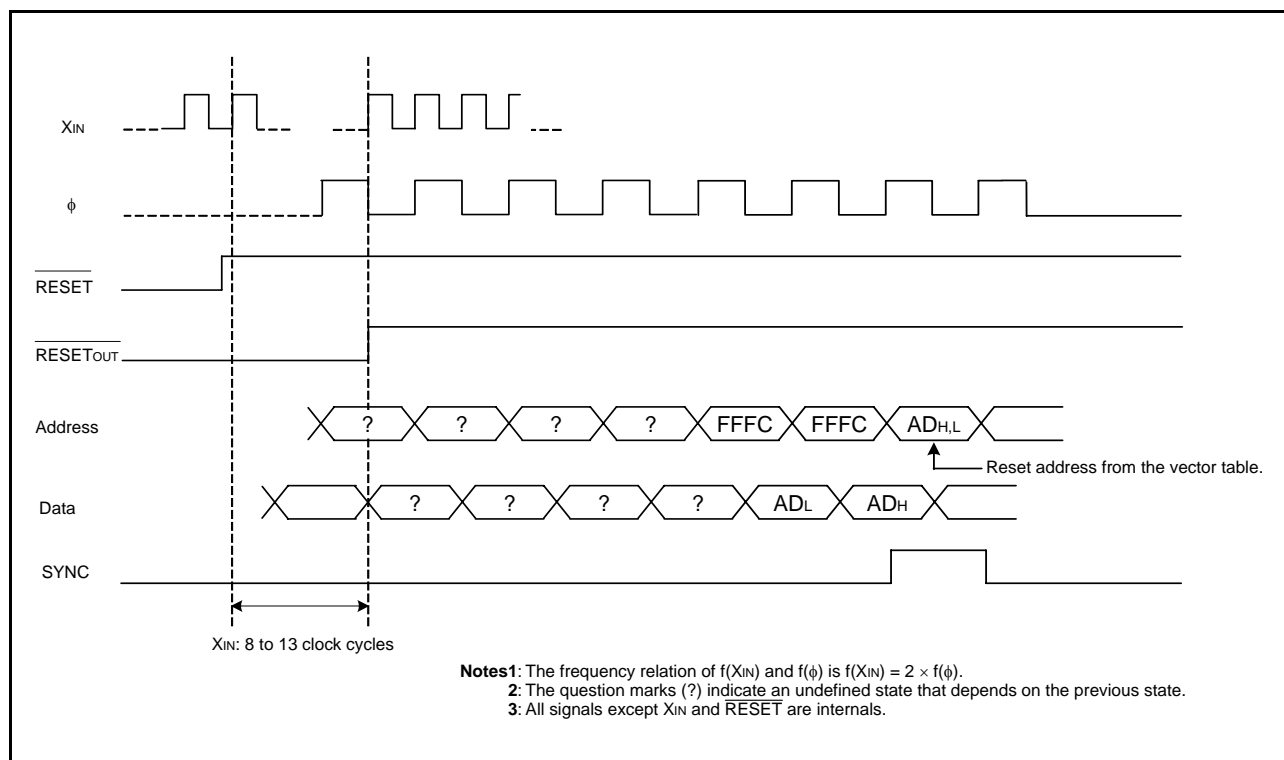 XIN
ϕ
RESET
RESETOUT
Address ? ? ? ? FFFC FFFC ADH,L
Reset address from the vector table.
Data ? ? ? ? ADL ADH
SYNC
XIN: 8 to 13 clock cycles
Notes1: The frequency relation of f(XIN) and f(ϕ) is f(XIN) = 2 × f(ϕ).
2: The question marks (?) indicate an undefined state that depends on the previous state.
3: All signals except XIN and RESET are internals.